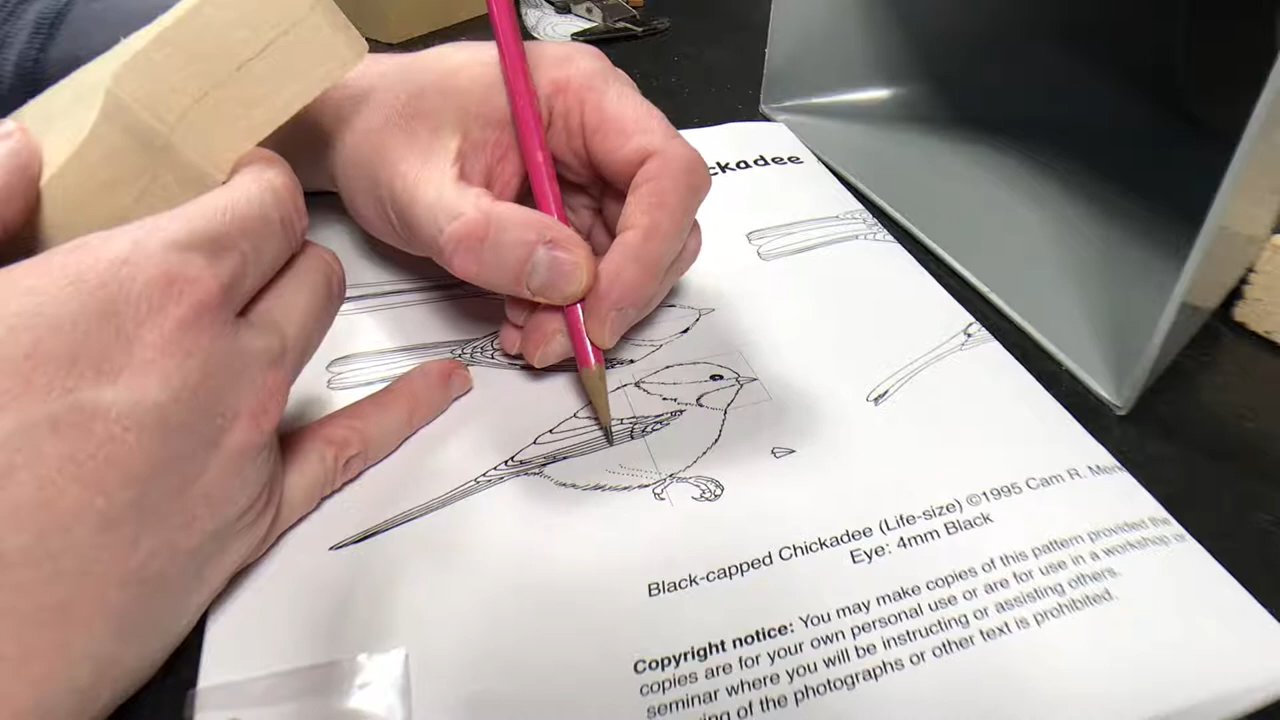 ckadee
Black-capped Chickadee (Life-size) ©1995 Cam R.
Eye: 4mm Black
Copyright notice: You may make copies of this pattern provided the
copies are for your own personal use or are for use in a workshop or
seminar where you will be instructing or assisting others.
of the photographs or other text is prohibited.